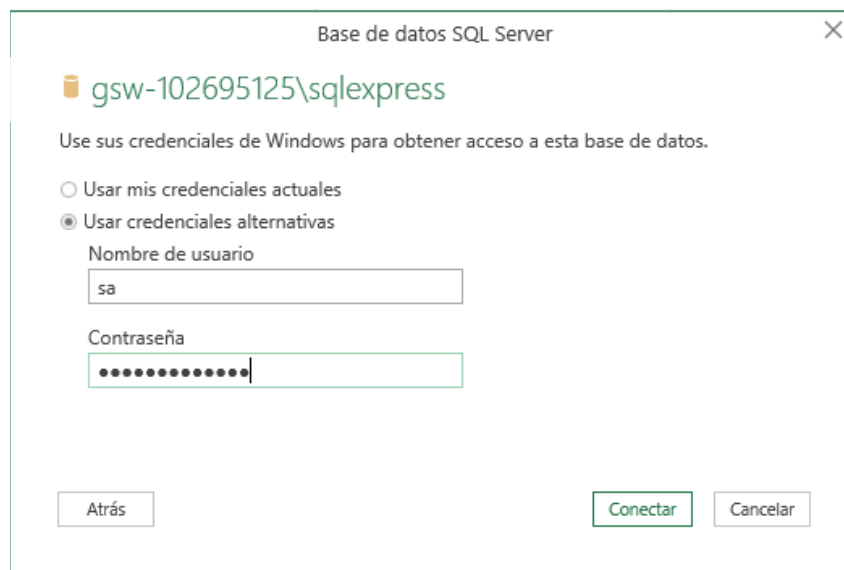 Base de datos SQL Server
gsw-102695125\sqlexpress
Use sus credenciales de Windows para obtener acceso a esta base de datos.
Usar mis credenciales actuales
Usar credenciales alternativas
Nombre de usuario
sa
Contraseña
•••••••••••••
Atrás
Conectar
Cancelar